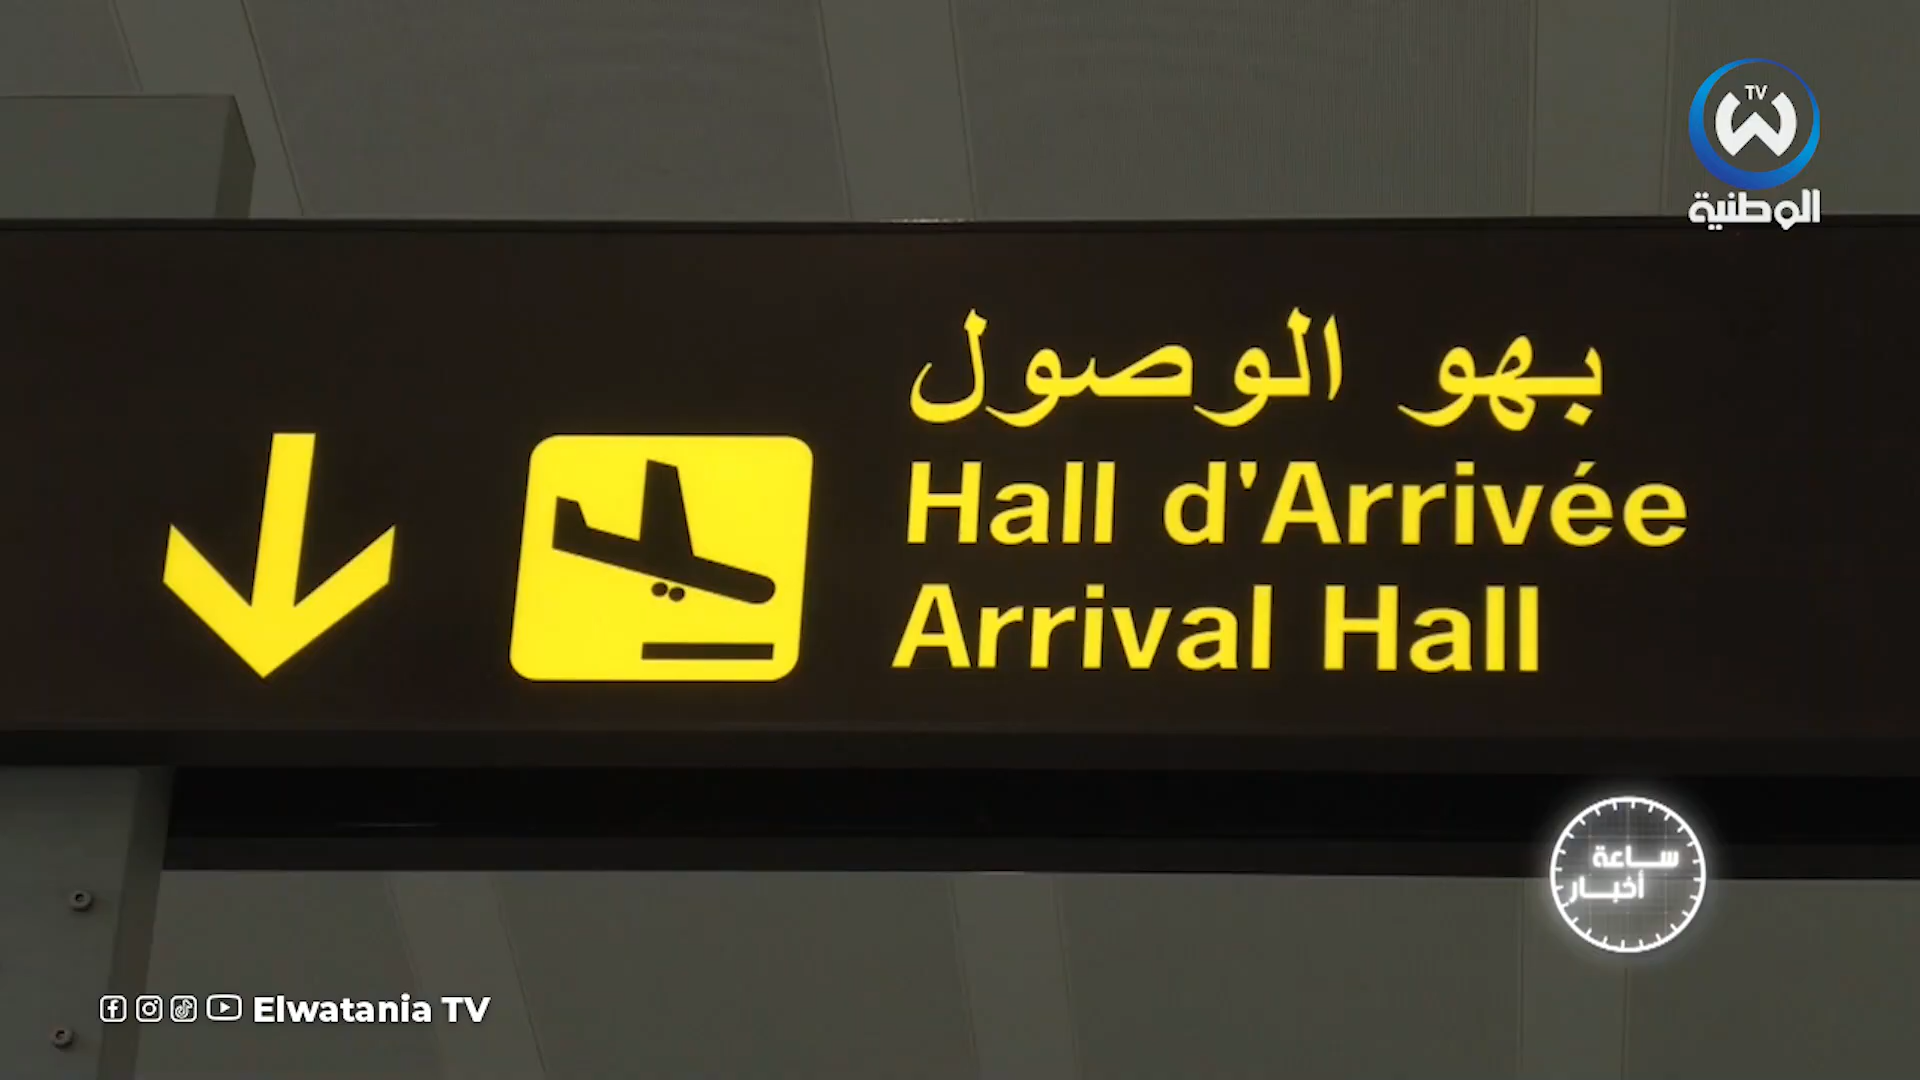 TV
الوطنية
بهو الوصول
Hall d'Arrivée
Arrival Hall
ساعة
أخبار
Elwatania TV